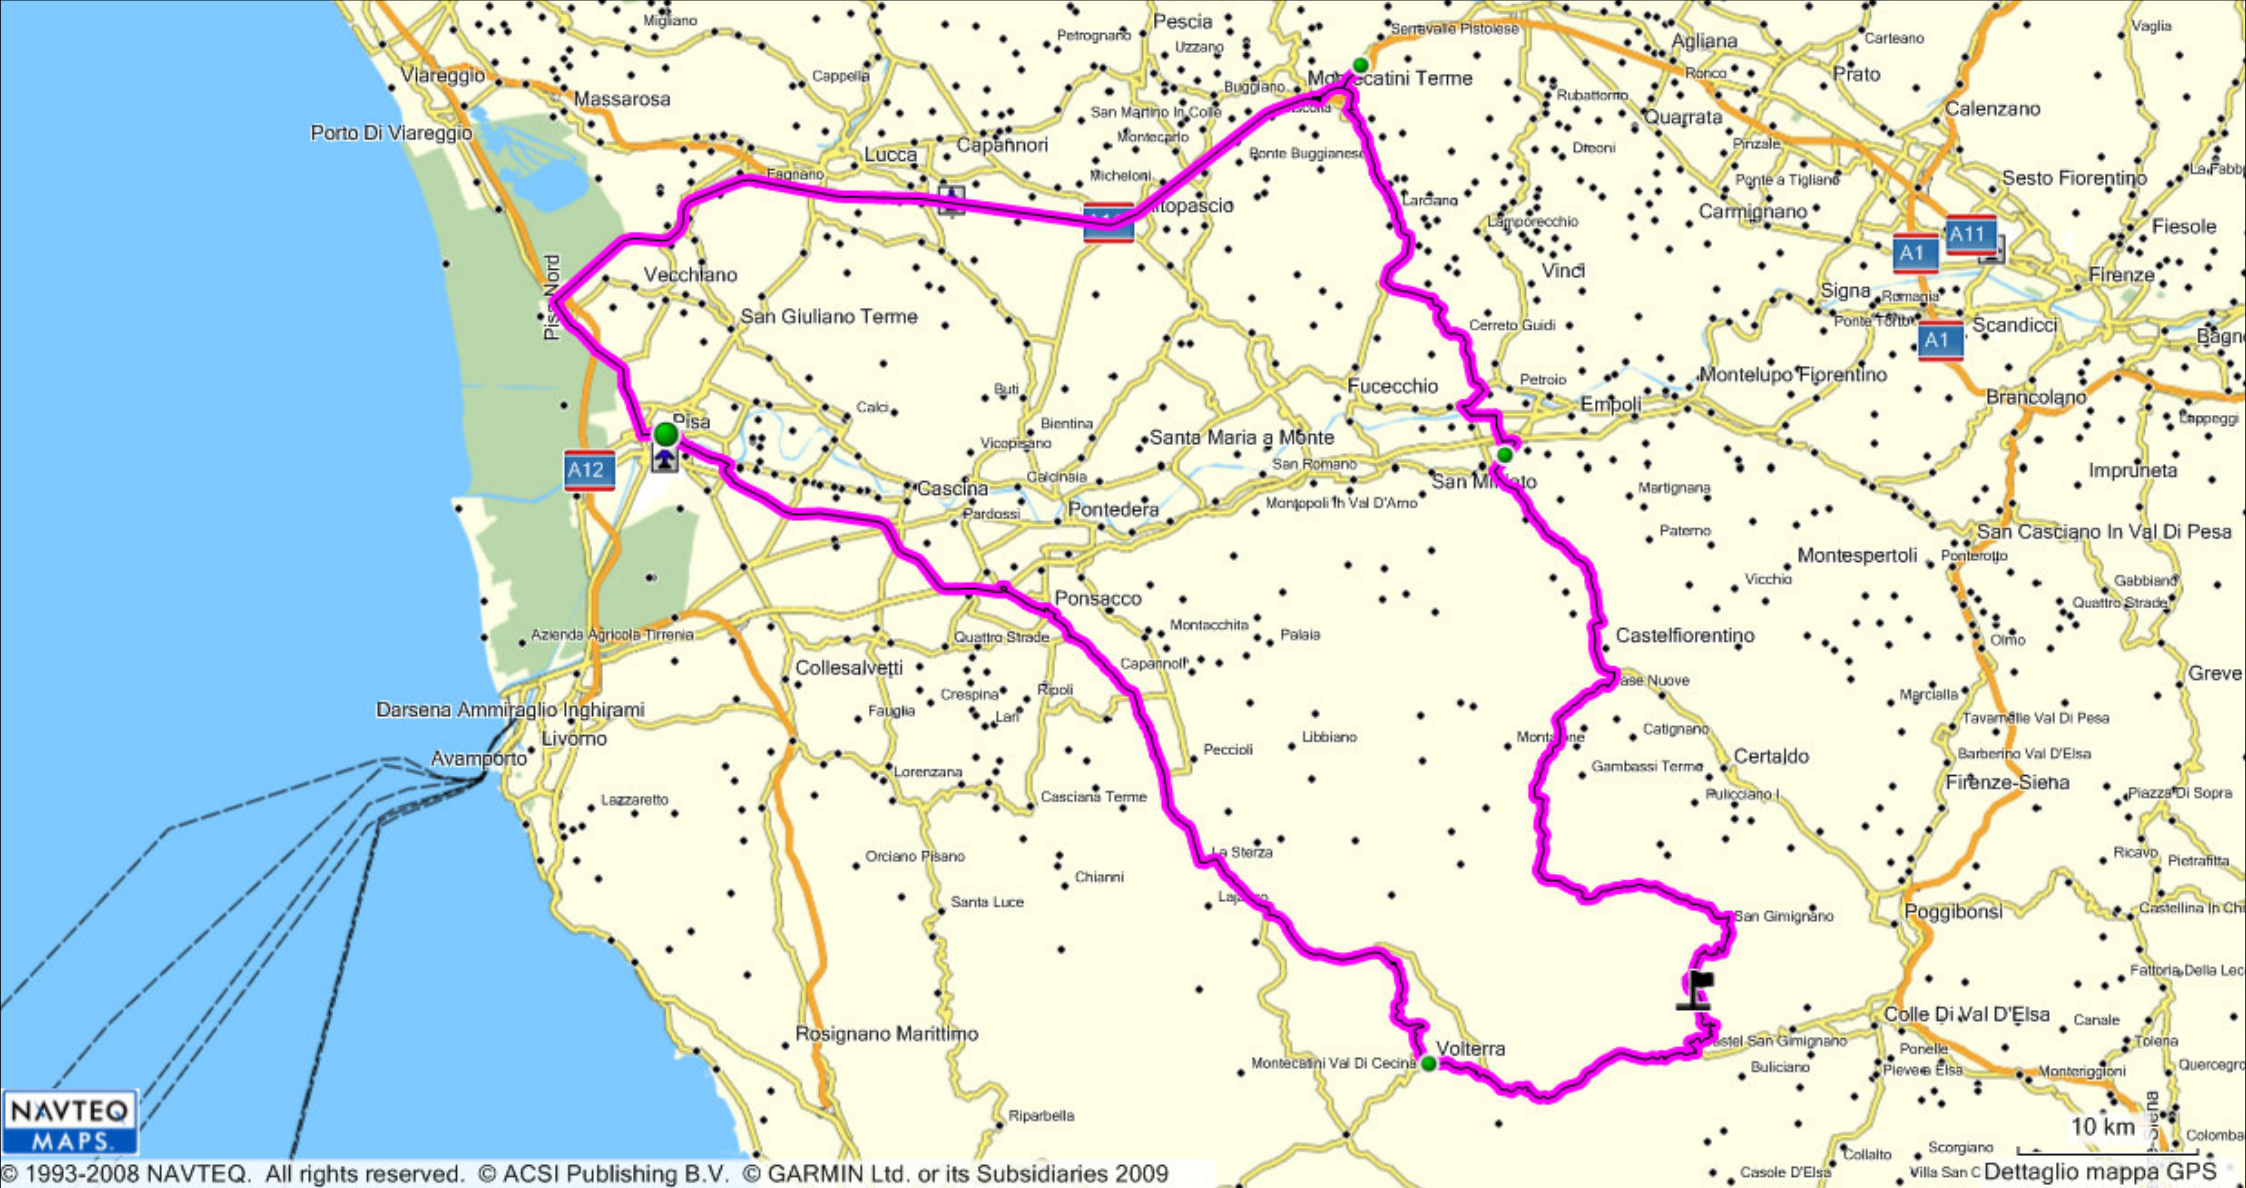 Migliano
Pescia
Petrognano
Uzzano
Serravalle Pistoiese
Agliana
Carteano
Vaglia
Viareggio
Cappella
Buggiano
Montecatini Terme
Ronco
Prato
Massarosa
San Martino In Colle
Rubattorno
Calenzano
Porto Di Viareggio
Montecarlo
Quarrata
Lucca
Capannori
Ponte Buggianese
Dreoni
Pinzale
Fagnano
Micheloni
Ponte a Tigliano
Sesto Fiorentino
Altopascio
Larciano
Lamporecchio
Carmignano
Fiesole
A11
A1
Vecchiano
Vinci
Firenze
Pisa Nord
Signa
Romania
San Giuliano Terme
Cerreto Guidi
Ponte Torto
Scandicci
A1
Buti
Fucecchio
Petroio
Montelupo Fiorentino
Brancolano
Calci
Empoli
Pisa
Bientina
Lappeggi
Vicopisano
Santa Maria a Monte
A12
San Romano
Impruneta
Calcinaia
San Miniato
Cascina
Martignana
Pardossi
Pontedera
Montopoli In Val D'Arno
Paterno
San Casciano In Val Di Pesa
Montespertoli
Ponterotto
Vicchio
Gabbiano
Ponsacco
Quattro Strade
Azienda Agricola Tirrenia
Quattro Strade
Montacchita
Palaia
Castelfiorentino
Olmo
Collesalvetti
Capannoli
Greve
Crespina
Ripoli
Case Nuove
Marcialla
Darsena Ammiraglio Inghirami
Fauglia
Lari
Tavarnelle Val Di Pesa
Livorno
Libbiano
Montaione
Catignano
Avamporto
Peccioli
Certaldo
Barberino Val D'Elsa
Lorenzana
Gambassi Terme
Firenze-Siena
Lazzaretto
Casciana Terme
Pulicciano I
Piazza Di Sopra
Orciano Pisano
La Sterza
Ricavo
Pietrafitta
Chianni
Santa Luce
Lajatico
San Gimignano
Poggibonsi
Castellina In Chi
Fattoria Della Lec
Rosignano Marittimo
Colle Di Val D'Elsa
Canale
Volterra
Castel San Gimignano
Ponelle
Tolena
Montecatini Val Di Cecina
Buliciano
Pieve a Elsa
Monteriggioni
Quercegro
NAVTEQ
MAPS.
Riparbella
10 km
-Siena
Colomba
Scorgiano
Collalto
© 1993-2008 NAVTEQ. All rights reserved. © ACSI Publishing B.V. © GARMIN Ltd. or its Subsidiaries 2009
Casole D'Elsa
Villa San C
Dettaglio mappa GPS